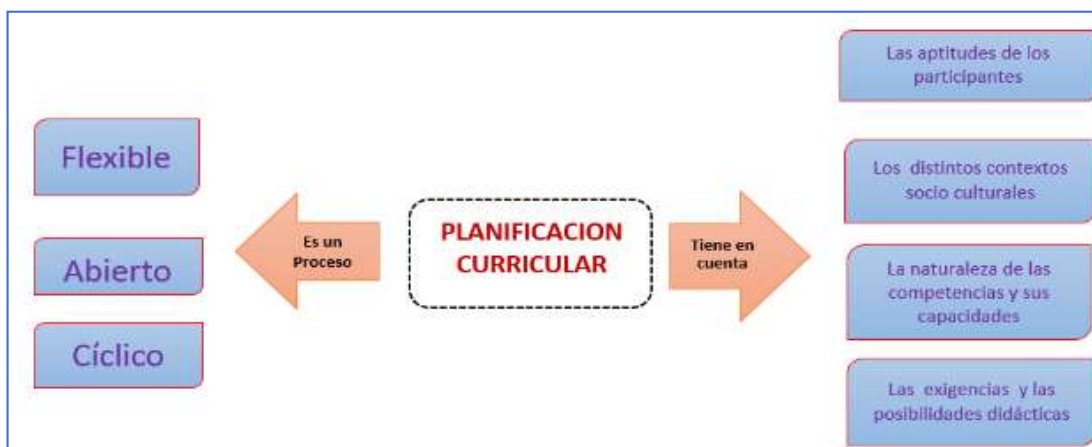 Flexible
Abierto
Cíclico
Es un
Proceso
PLANIFICACION
CURRICULAR
Tiene en
cuenta
Las aptitudes de los
participantes
Los distintos contextos
socio culturales
La naturaleza de las
competencias y sus
capacidades
Las exigencias y las
posibilidades didácticas